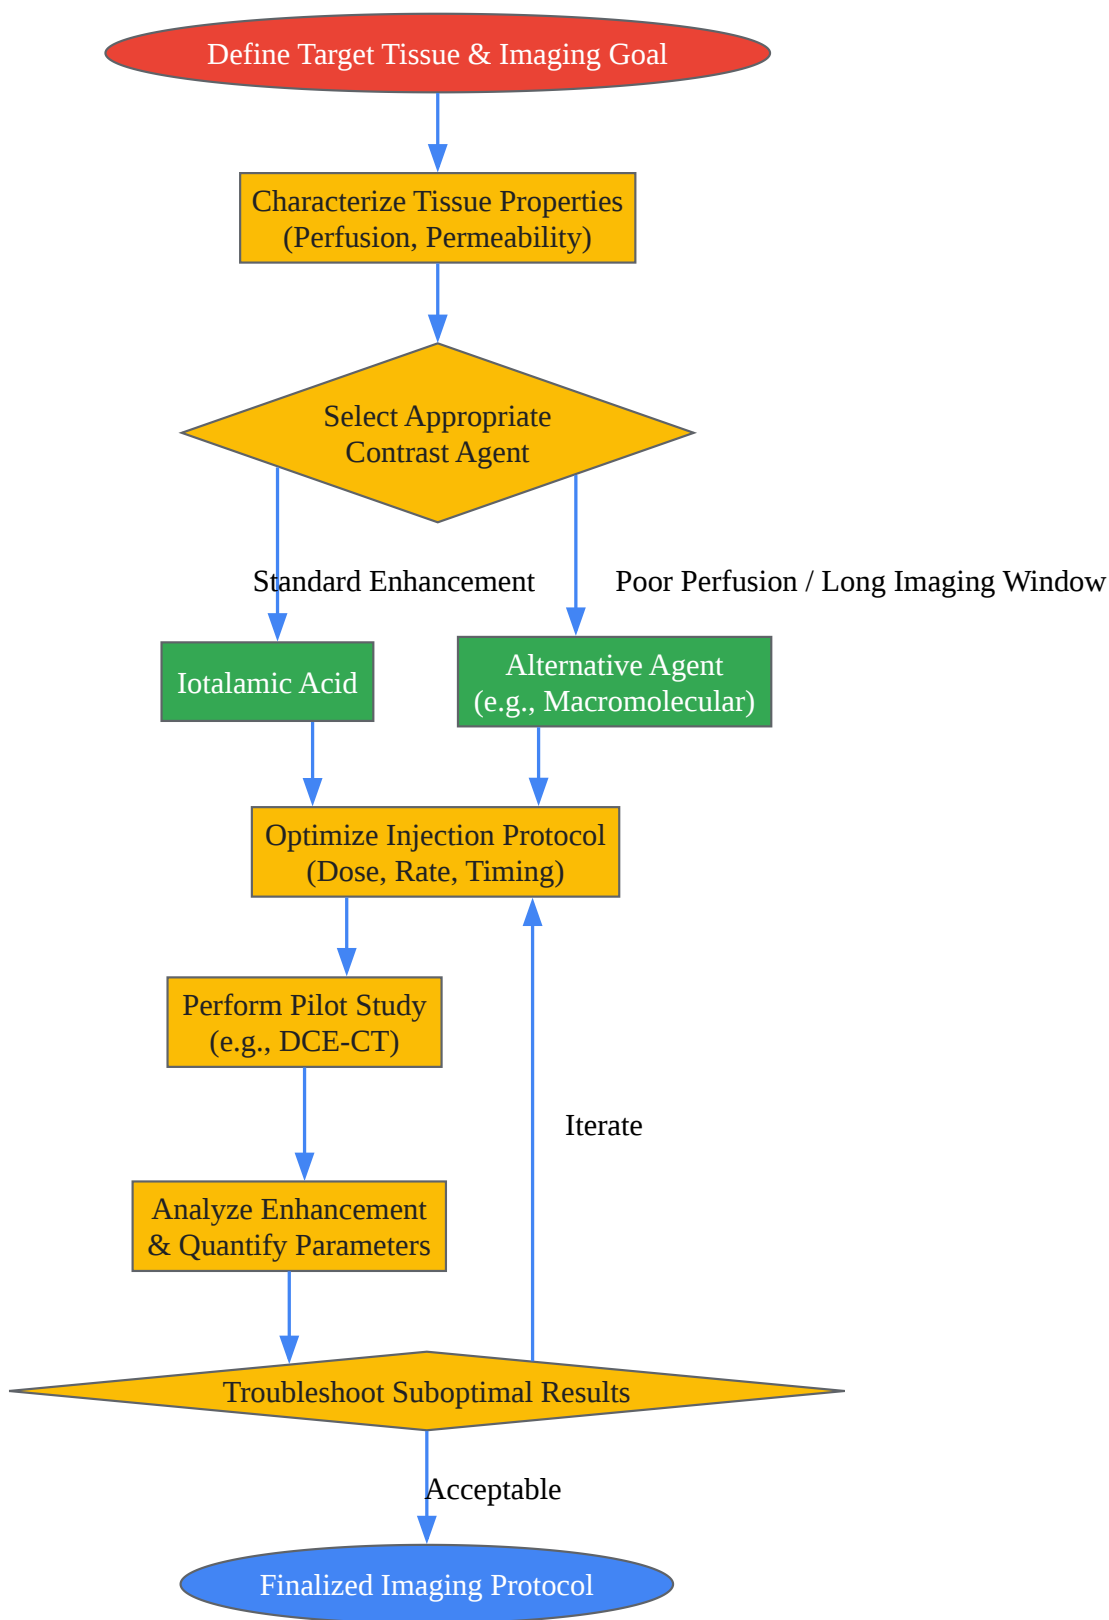 Define Target Tissue & Imaging Goal
Characterize Tissue Properties
(Perfusion, Permeability)
Select Appropriate
Contrast Agent
Standard Enhancement
Poor Perfusion / Long Imaging Window
Iotalamic Acid
Alternative Agent
(e.g., Macromolecular)
Optimize Injection Protocol
(Dose, Rate, Timing)
Perform Pilot Study
(e.g., DCE-CT)
Iterate
Analyze Enhancement
& Quantify Parameters
Troubleshoot Suboptimal Results
Acceptable
Finalized Imaging Protocol